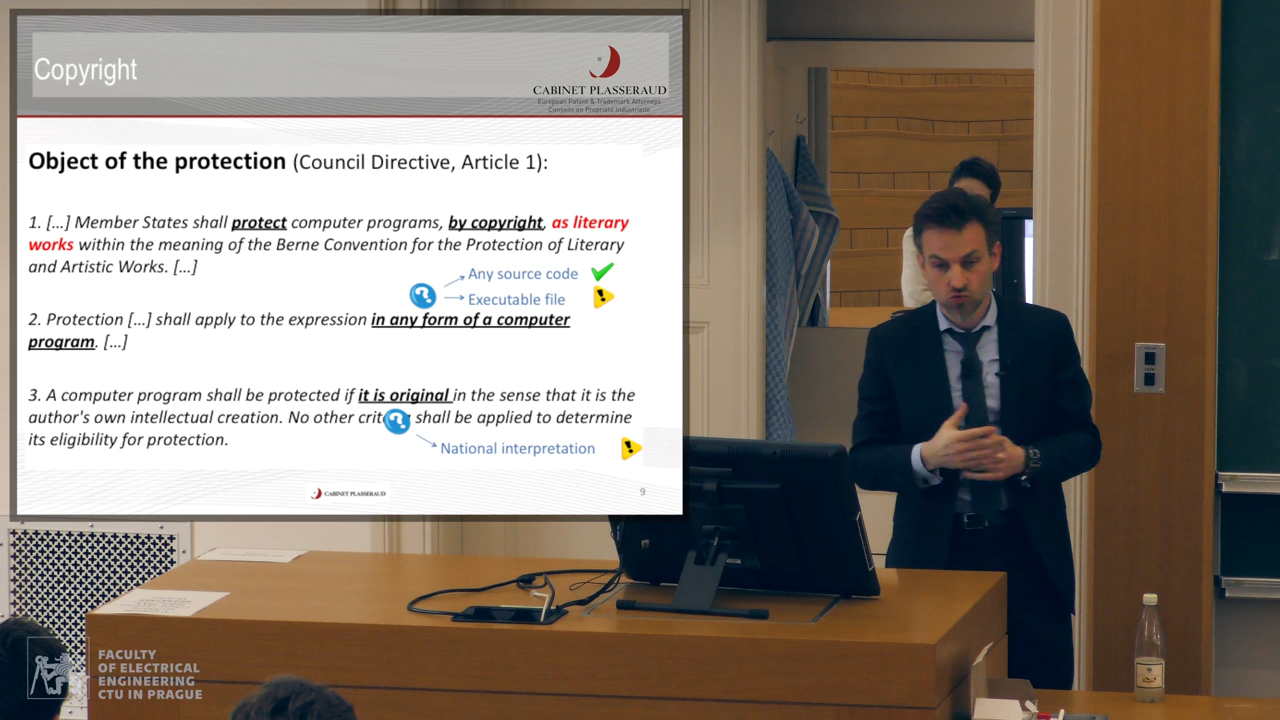 Copyright
CABINET PLASSERAUD
European Patent & Trademark Attorneys
Conseils en Propriété Industrielle
Object of the protection (Council Directive, Article 1):
1. [...] Member States shall protect computer programs, by copyright, as literary
works within the meaning of the Berne Convention for the Protection of Literary
and Artistic Works. [...]
Any source code
Executable file
2. Protection [...] shall apply to the expression in any form of a computer
program. [...]
3. A computer program shall be protected if it is original in the sense that it is the
author's own intellectual creation. No other shall be applied to determine
its eligibility for protection.
National interpretation
CABINET PLASSERAUD
9
FACULTY
OF ELECTRICAL
ENGINEERING
CTU IN PRAGUE